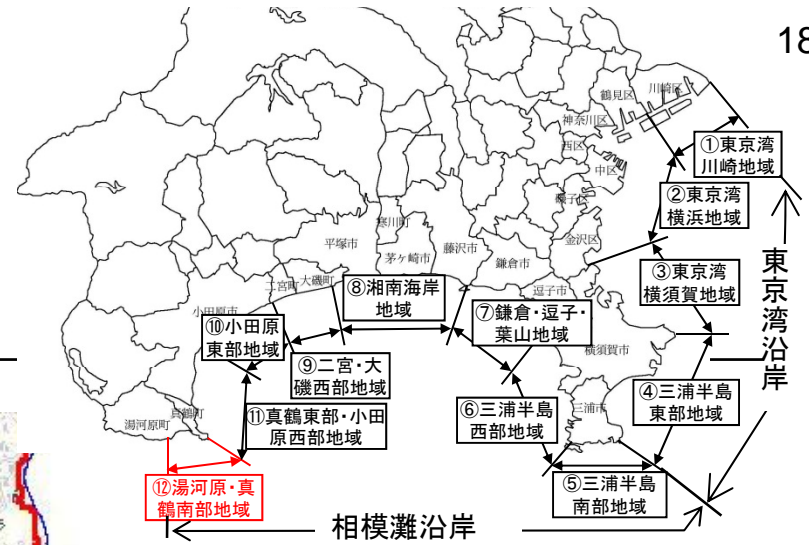 18
鶴見区
川崎区
神奈川区
西区
中区
磯子区
金沢区
①東京湾
川崎地域
②東京湾
横浜地域
③東京湾
横須賀地域
東京湾沿岸
寒川町
平塚市
茅ヶ崎市
藤沢市
鎌倉市
逗子市
大磯町
二宮町
小田原市
⑧湘南海岸
地域
⑦鎌倉・逗子・
葉山地域
横須賀市
⑩小田原
東部地域
⑨二宮・大
磯西部地域
④三浦半島
東部地域
真鶴町
湯河原町
⑪真鶴東部・小田
原西部地域
⑥三浦半島
西部地域
三浦市
⑫湯河原・真
鶴南部地域
⑤三浦半島
南部地域
相模灘沿岸